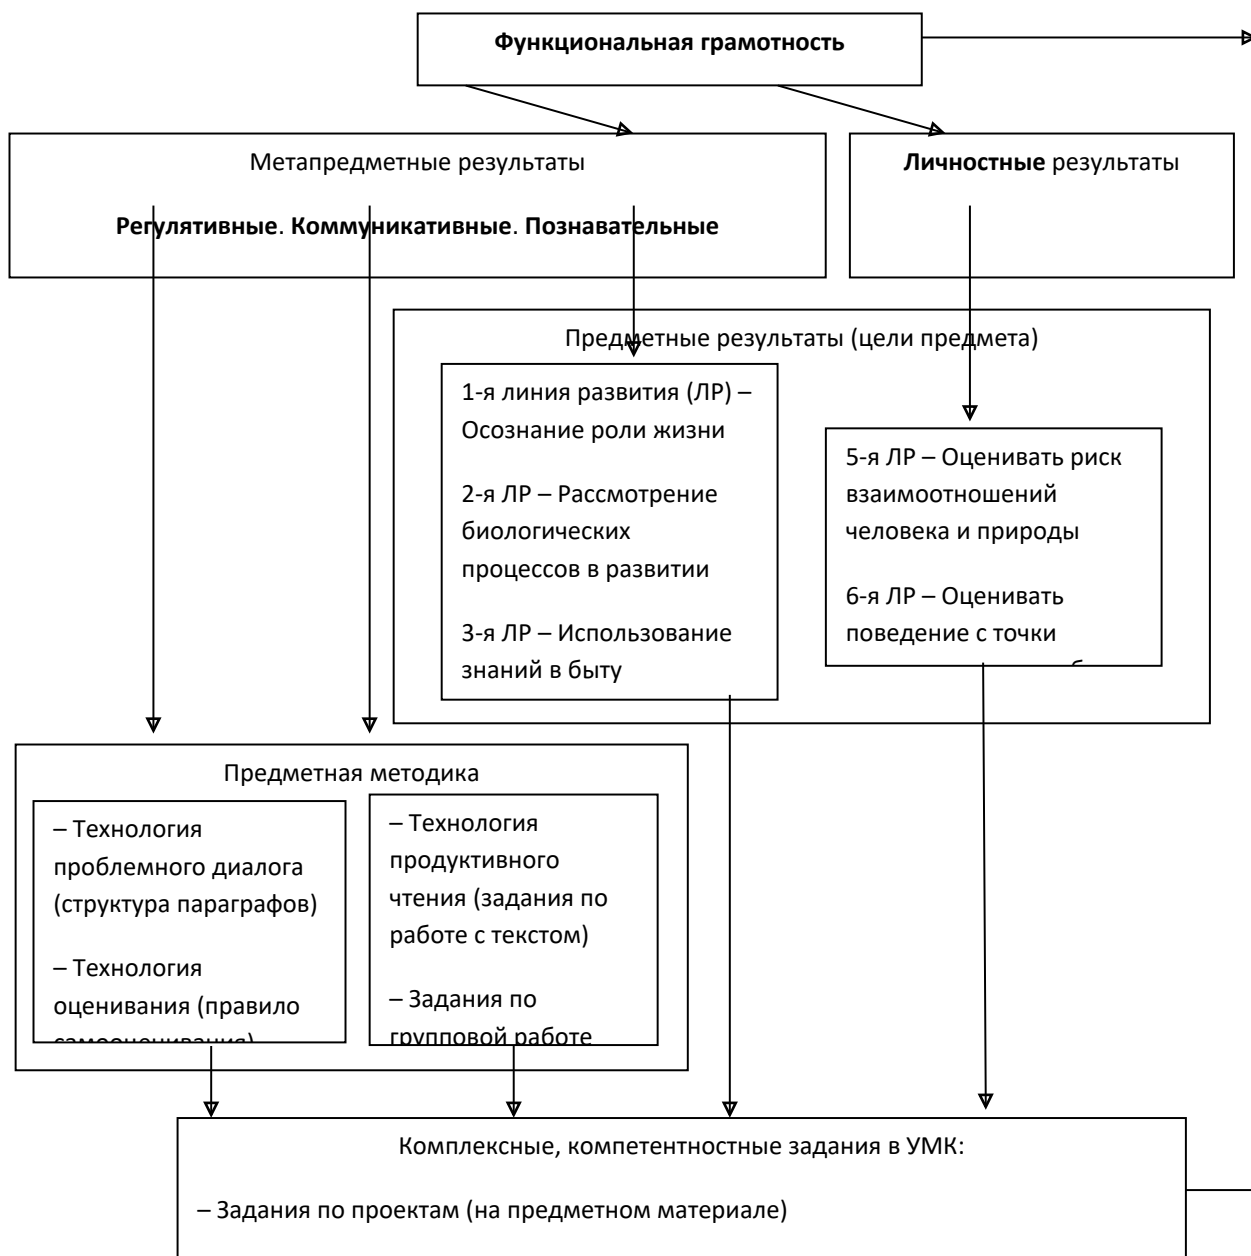 Функциональная грамотность
Метапредметные результаты
Регулятивные. Коммуникативные. Познавательные
Личностные результаты
Предметные результаты (цели предмета)
1-я линия развития (ЛР) –
Осознание роли жизни
2-я ЛР – Рассмотрение
биологических
процессов в развитии
3-я ЛР – Использование
знаний в быту
5-я ЛР – Оценивать риск
взаимоотношений
человека и природы
6-я ЛР – Оценивать
поведение с точки
Предметная методика
– Технология
проблемного диалога
(структура параграфов)
– Технология
оценивания (правило
самооценивания)
– Технология
продуктивного
чтения (задания по
работе с текстом)
– Задания по
групповой работе
Комплексные, компетентностные задания в УМК:
– Задания по проектам (на предметном материале)